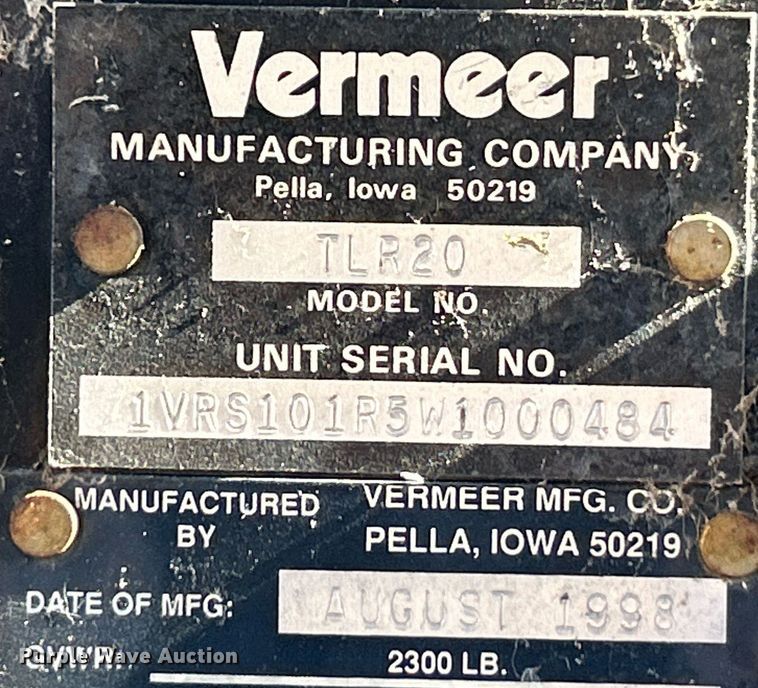 Vermeer
MANUFACTURING COMPANY
Pella, Iowa 50219
TLR20
MODEL NO.
UNIT SERIAL NO.
1VRS101R5W1000484
MANUFACTURED BY
VERMEER MFG. CO.
PELLA, IOWA 50219
DATE OF MFG: AUGUST 1998
GVWR: 2300 LB.
Purple Wave Auction